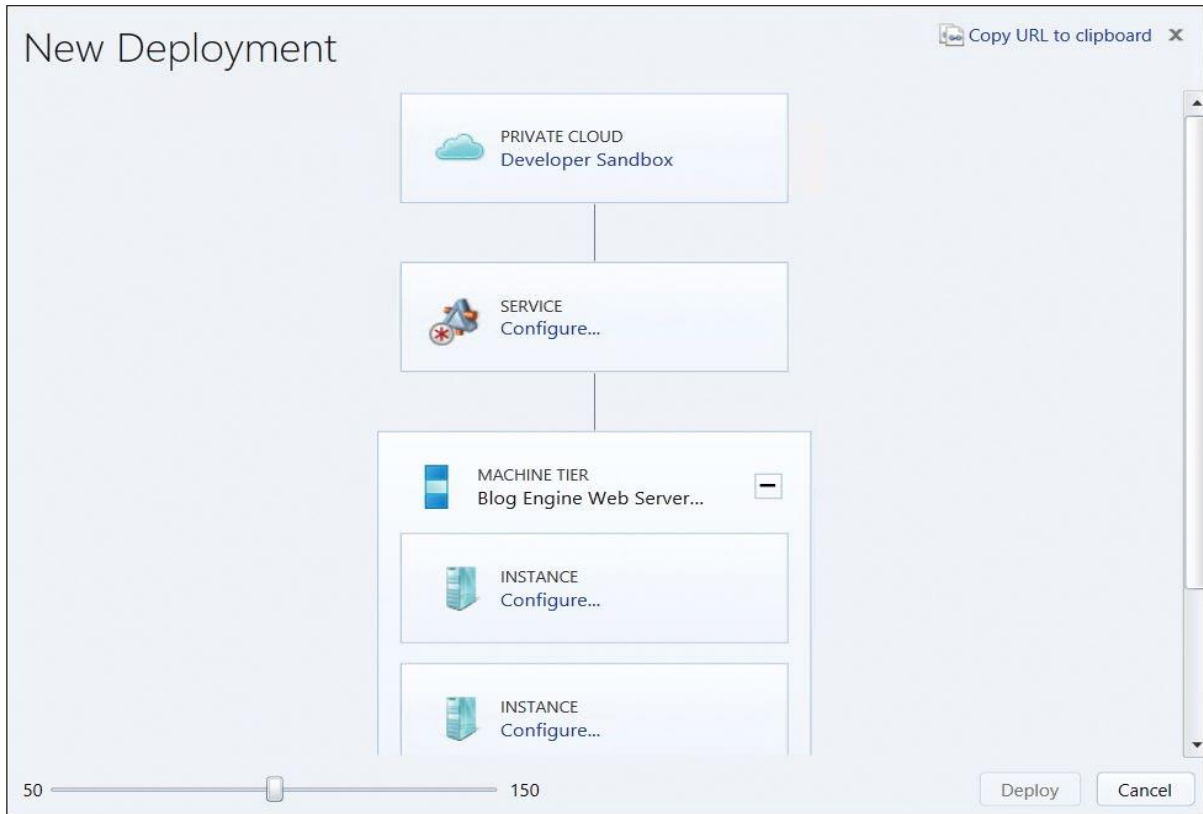 New Deployment
Copy URL to clipboard
PRIVATE CLOUD
Developer Sandbox
SERVICE
Configure...
MACHINE TIER
Blog Engine Web Server...
INSTANCE
Configure...
INSTANCE
Configure...
50
150
Deploy
Cancel